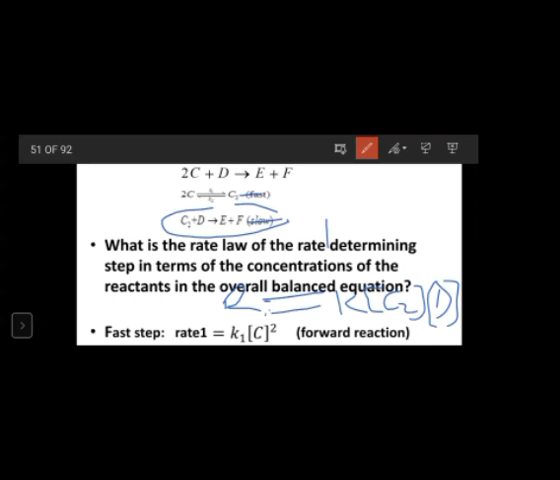 51 OF 92
2C + D → E + F
2C ⇌ C₂ (fast)
C₂+D → E+F (slow)
• What is the rate law of the rate determining
step in terms of the concentrations of the
reactants in the overall balanced equation?
R = K[C₂][D]
• Fast step: rate1 = k₁[C]² (forward reaction)